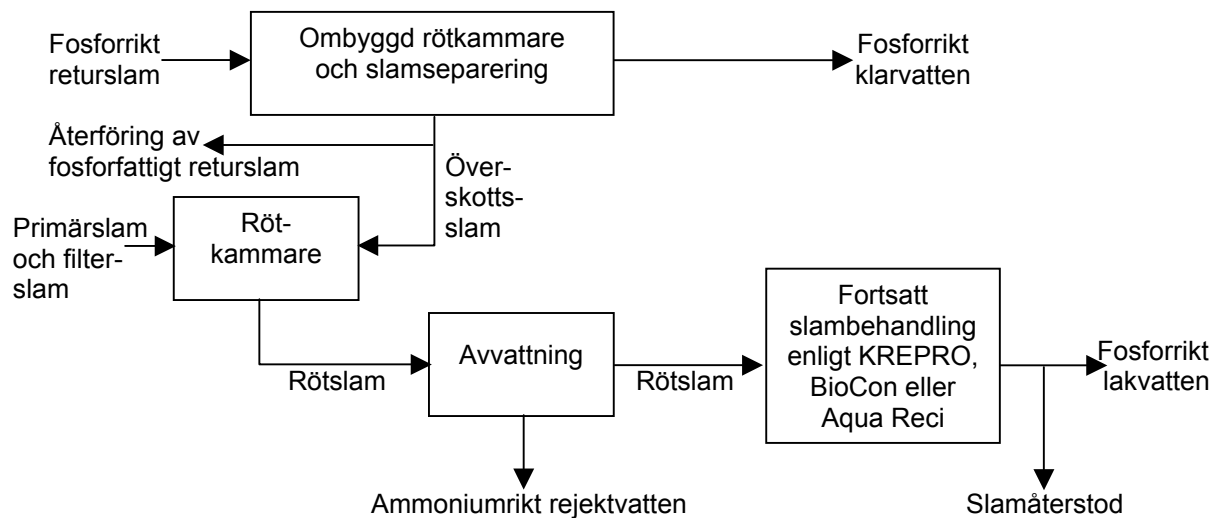 Fosforrikt
returslam
Ombyggd rötkammare
och slamseparering
Fosforrikt
klarvatten
Återföring av
fosforfattigt returslam
Över-
skotts-
slam
Primärslam
och filter-
slam
Röt-
kammare
Rötslam
Avvattning
Rötslam
Fortsatt
slambehandling
enligt KREPRO,
BioCon eller
Aqua Reci
Fosforrikt
lakvatten
Ammoniumrikt rejektvatten
Slamåterstod